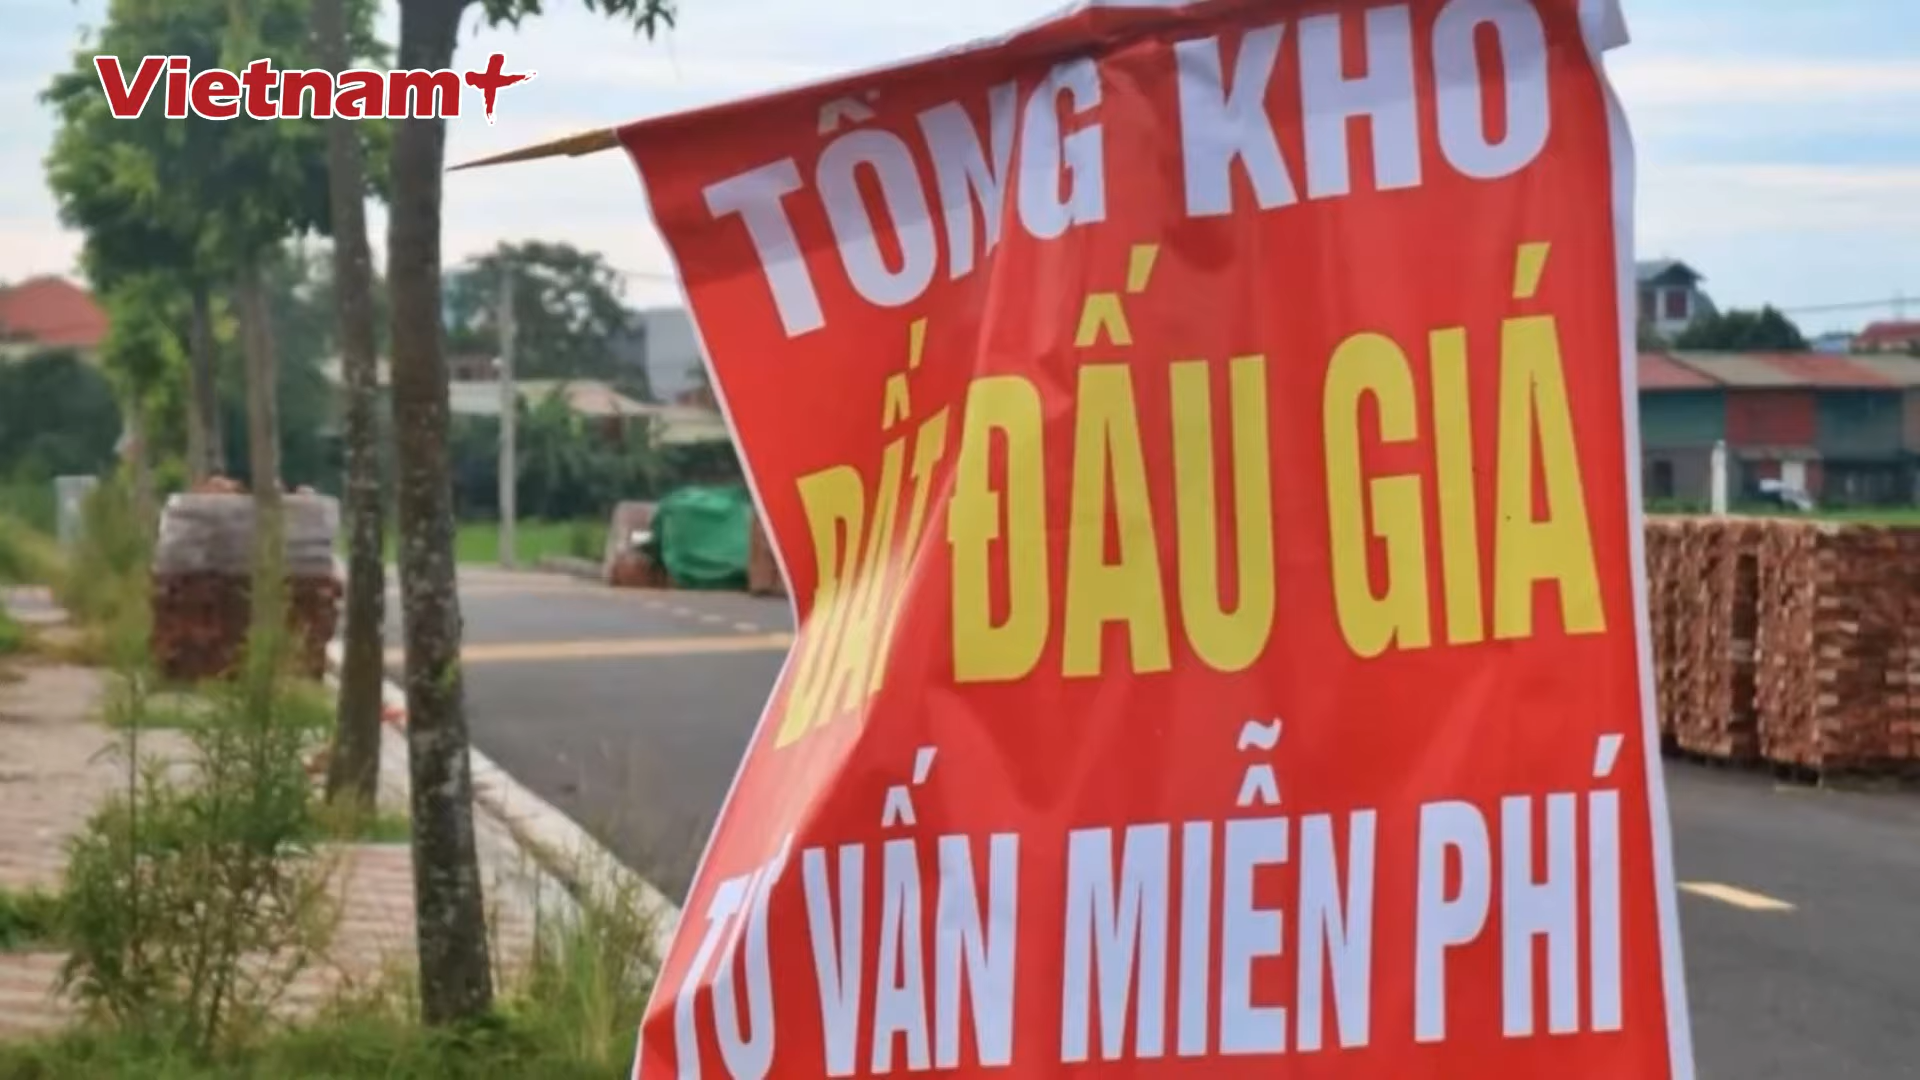 Vietnam+
TỔNG KHO
ĐẤT ĐẤU GIÁ
TƯ VẤN MIỄN PHÍ